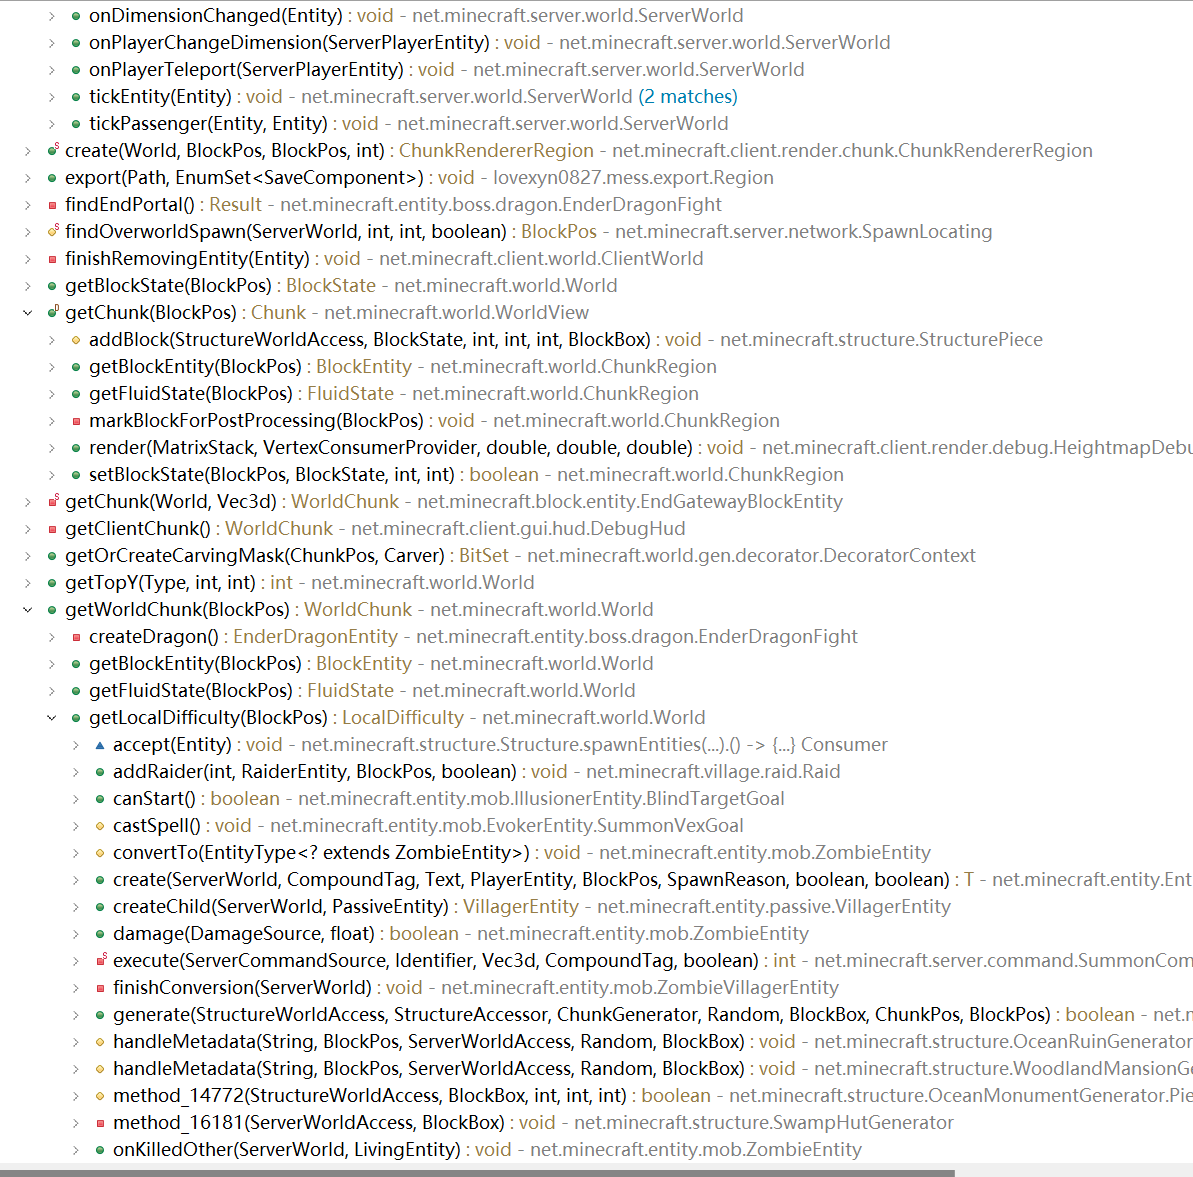 onDimensionChanged(Entity) : void - net.minecraft.server.world.ServerWorld
onPlayerChangeDimension(ServerPlayerEntity) : void - net.minecraft.server.world.ServerWorld
onPlayerTeleport(ServerPlayerEntity) : void - net.minecraft.server.world.ServerWorld
tickEntity(Entity) : void - net.minecraft.server.world.ServerWorld (2 matches)
tickPassenger(Entity, Entity) : void - net.minecraft.server.world.ServerWorld
create(World, BlockPos, BlockPos, int) : ChunkRendererRegion - net.minecraft.client.render.chunk.ChunkRendererRegion
export(Path, EnumSet<SaveComponent>) : void - lovexyn0827.mess.export.Region
findEndPortal() : Result - net.minecraft.entity.boss.dragon.EnderDragonFight
findOverworldSpawn(ServerWorld, int, int, boolean) : BlockPos - net.minecraft.server.network.SpawnLocating
finishRemovingEntity(Entity) : void - net.minecraft.client.world.ClientWorld
getBlockState(BlockPos) : BlockState - net.minecraft.world.World
getChunk(BlockPos) : Chunk - net.minecraft.world.WorldView
addBlock(StructureWorldAccess, BlockState, int, int, int, BlockBox) : void - net.minecraft.structure.StructurePiece
getBlockEntity(BlockPos) : BlockEntity - net.minecraft.world.ChunkRegion
getFluidState(BlockPos) : FluidState - net.minecraft.world.ChunkRegion
markBlockForPostProcessing(BlockPos) : void - net.minecraft.world.ChunkRegion
render(MatrixStack, VertexConsumerProvider, double, double, double) : void - net.minecraft.client.render.debug.HeightmapDebu
setBlockState(BlockPos, BlockState, int, int) : boolean - net.minecraft.world.ChunkRegion
getChunk(World, Vec3d) : WorldChunk - net.minecraft.block.entity.EndGatewayBlockEntity
getClientChunk() : WorldChunk - net.minecraft.client.gui.hud.DebugHud
getOrCreateCarvingMask(ChunkPos, Carver) : BitSet - net.minecraft.world.gen.decorator.DecoratorContext
getTopY(Type, int, int) : int - net.minecraft.world.World
getWorldChunk(BlockPos) : WorldChunk - net.minecraft.world.World
createDragon() : EnderDragonEntity - net.minecraft.entity.boss.dragon.EnderDragonFight
getBlockEntity(BlockPos) : BlockEntity - net.minecraft.world.World
getFluidState(BlockPos) : FluidState - net.minecraft.world.World
getLocalDifficulty(BlockPos) : LocalDifficulty - net.minecraft.world.World
accept(Entity) : void - net.minecraft.structure.Structure.spawnEntities(...).() -> {...} Consumer
addRaider(int, RaiderEntity, BlockPos, boolean) : void - net.minecraft.village.raid.Raid
canStart() : boolean - net.minecraft.entity.mob.IllusionerEntity.BlindTargetGoal
castSpell() : void - net.minecraft.entity.mob.EvokerEntity.SummonVexGoal
convertTo(EntityType<? extends ZombieEntity>) : void - net.minecraft.entity.mob.ZombieEntity
create(ServerWorld, CompoundTag, Text, PlayerEntity, BlockPos, SpawnReason, boolean, boolean) : T - net.minecraft.entity.Ent
createChild(ServerWorld, PassiveEntity) : VillagerEntity - net.minecraft.entity.passive.VillagerEntity
damage(DamageSource, float) : boolean - net.minecraft.entity.mob.ZombieEntity
execute(ServerCommandSource, Identifier, Vec3d, CompoundTag, boolean) : int - net.minecraft.server.command.SummonCom
finishConversion(ServerWorld) : void - net.minecraft.entity.mob.ZombieVillagerEntity
generate(StructureWorldAccess, StructureAccessor, ChunkGenerator, Random, BlockBox, ChunkPos, BlockPos) : boolean - net.n
handleMetadata(String, BlockPos, ServerWorldAccess, Random, BlockBox) : void - net.minecraft.structure.OceanRuinGenerator
handleMetadata(String, BlockPos, ServerWorldAccess, Random, BlockBox) : void - net.minecraft.structure.WoodlandMansionGe
method_14772(StructureWorldAccess, BlockBox, int, int, int) : boolean - net.minecraft.structure.OceanMonumentGenerator.Pie
method_16181(ServerWorldAccess, BlockBox) : void - net.minecraft.structure.SwampHutGenerator
onKilledOther(ServerWorld, LivingEntity) : void - net.minecraft.entity.mob.ZombieEntity